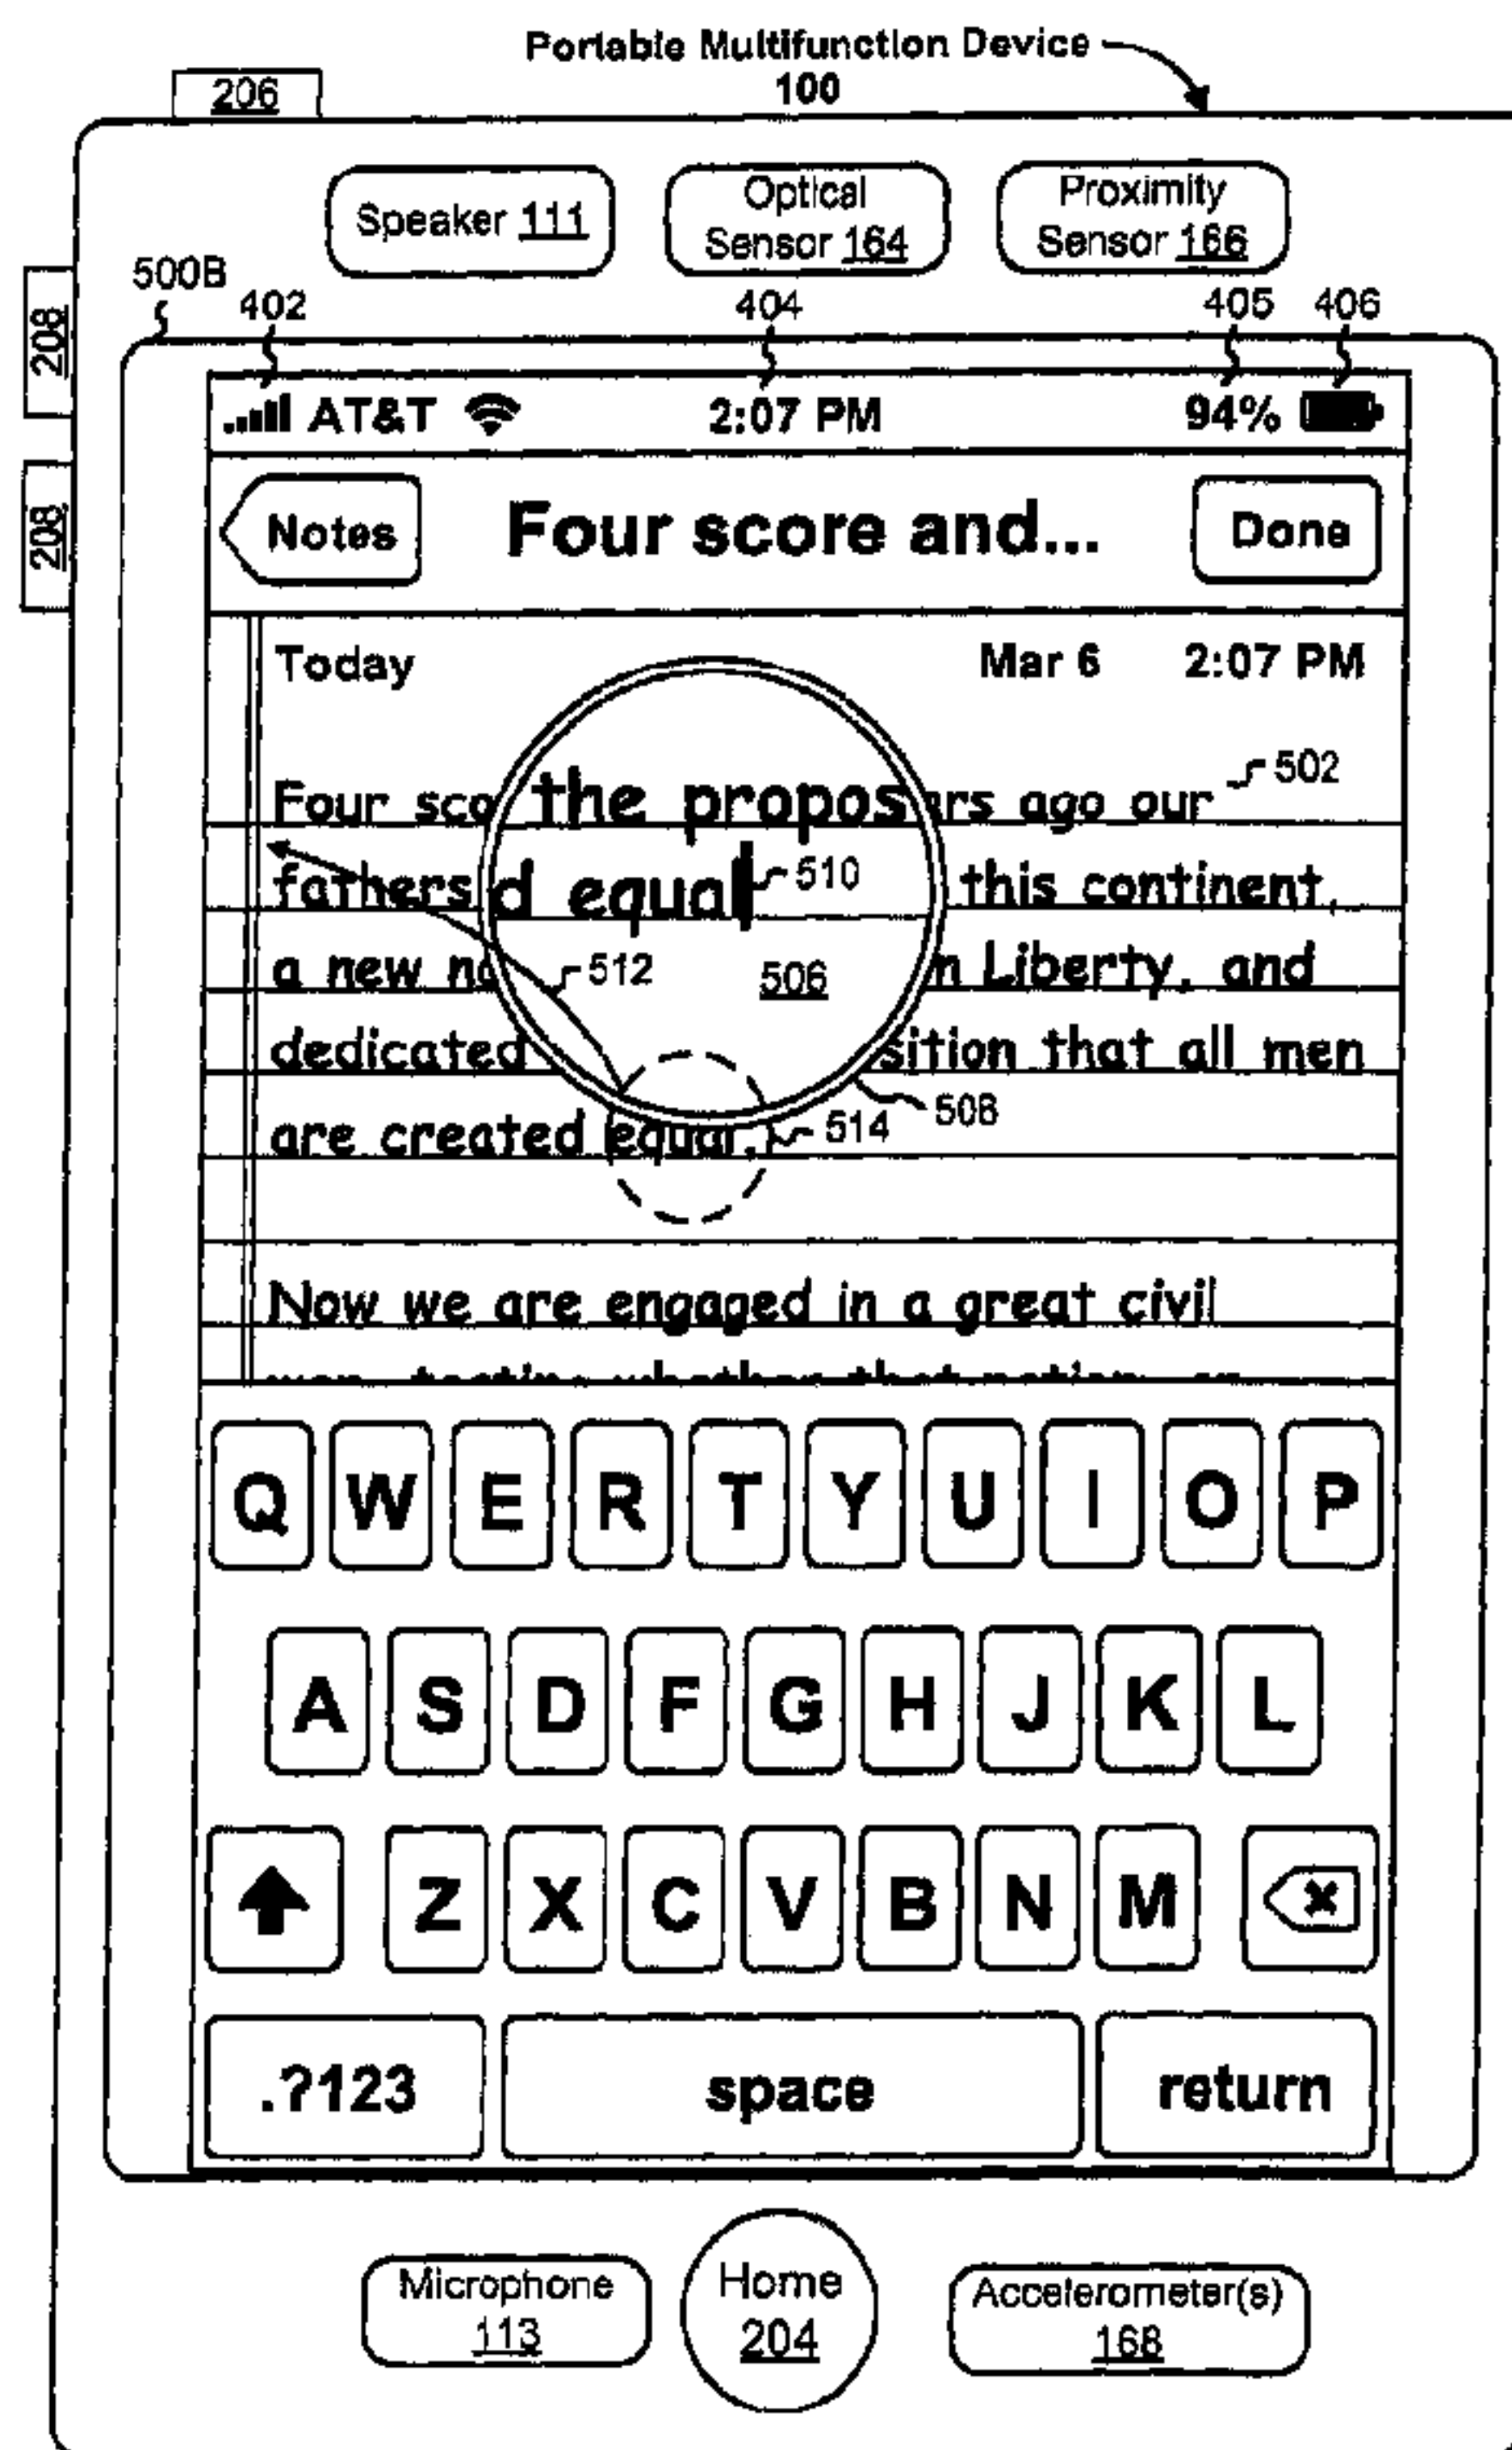 Portable Multifunction Device
100
206
Speaker 111
Optical
Sensor 164
Proximity
Sensor 166
500B
402
404
405
406
208
208
AT&T
2:07 PM
94%
Notes
Four score and...
Done
Today
Mar 6
2:07 PM
502
Four sco
the propos
rs ago our
fathers
d equal
510
this continent,
a new na
512
506
n Liberty, and
dedicated
sition that all men
508
are created equal.
514
Now we are engaged in a great civil
Q W E R T Y U I O P
A S D F G H J K L
Z X C V B N M
.?123
space
return
Microphone
113
Home
204
Accelerometer(s)
168